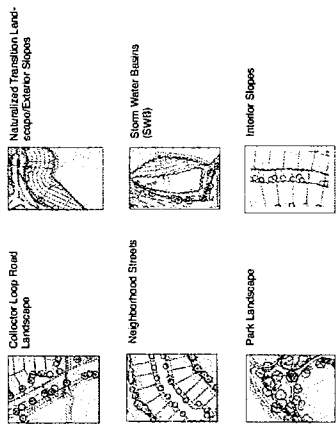 Collector Loop Road
Landscape
Neighborhood Streets
Park Landscape
Naturalized Transition Land-
scape/Exterior Slopes
Storm Water Basins
(SWB)
Interior Slopes